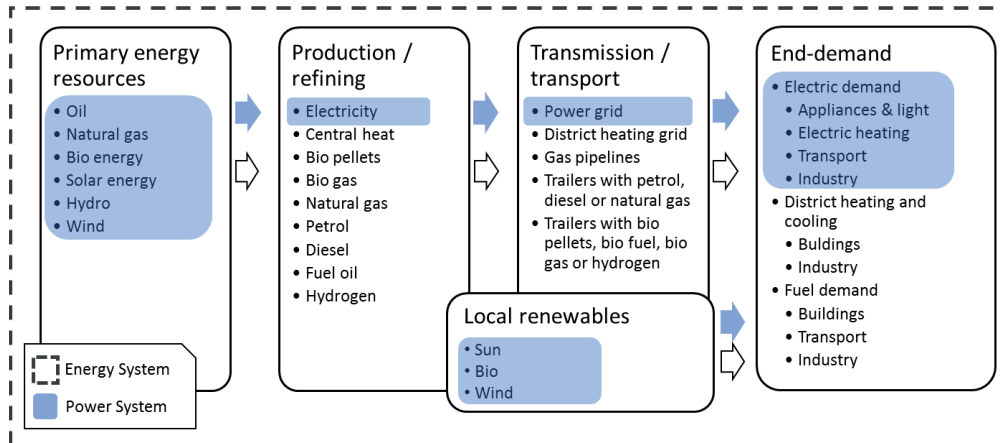 Primary energy
resources
• Oil
• Natural gas
• Bio energy
• Solar energy
• Hydro
• Wind
Production /
refining
• Electricity
• Central heat
• Bio pellets
• Bio gas
• Natural gas
• Petrol
• Diesel
• Fuel oil
• Hydrogen
Transmission /
transport
• Power grid
• District heating grid
• Gas pipelines
• Trailers with petrol,
diesel or natural gas
• Trailers with bio
pellets, bio fuel, bio
gas or hydrogen
Local renewables
• Sun
• Bio
• Wind
End-demand
• Electric demand
• Appliances & light
• Electric heating
• Transport
• Industry
• District heating and
cooling
• Buldings
• Industry
• Fuel demand
• Buildings
• Transport
• Industry
Energy System
Power System